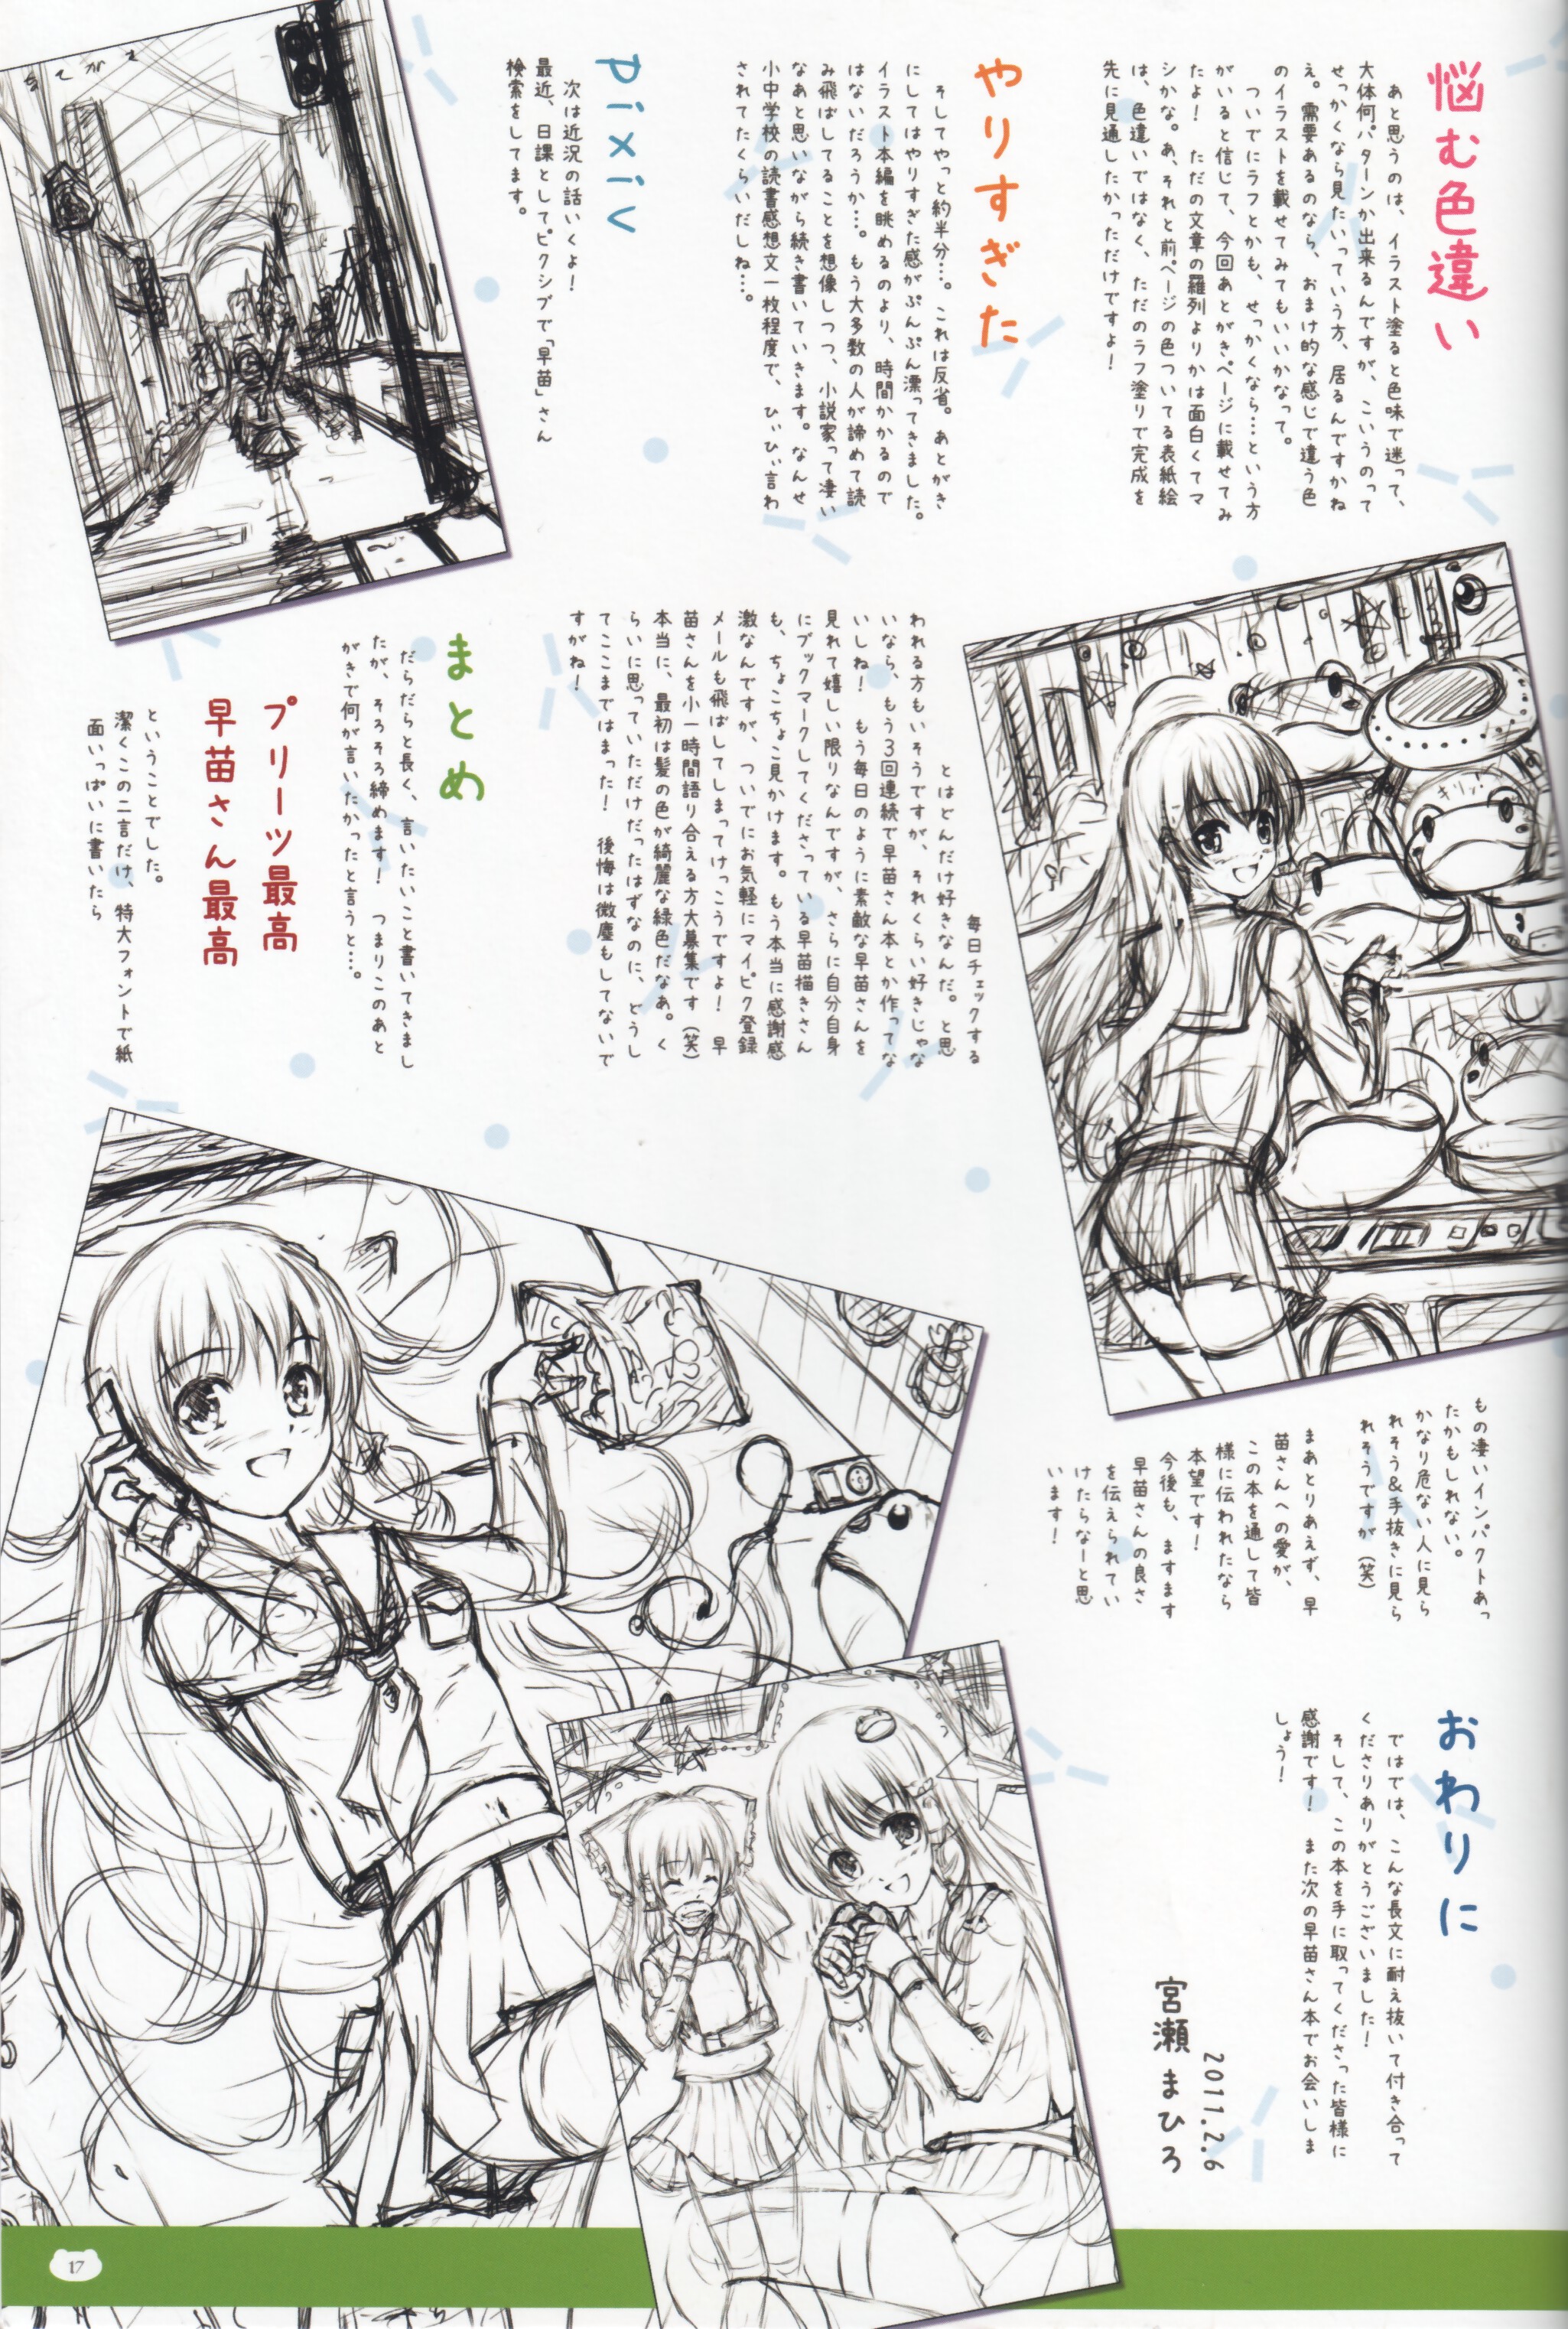 悩む色違い
あと思うのは、イラスト塗ると色味で迷って、
大体何パターンか出来るんですが、こういうのって
せっかくなら見たいっていう方、居るんですかね
え。需要あるのなら、おまけ的な感じで違う色
のイラストを載せてみてもいいかなって。
ついでにラフとかも、せっかくなら…という方
がいると信じて、今回あとがきページに載せてみ
たよ！　ただの文章の羅列よりかは面白くてマ
シかな。あ、それと前ページの色ついてる表紙絵
は、色違いではなく、ただのラフ塗りで完成を
先に見通したかっただけですよ！
やりすぎた
そしてやっと約半分…。これは反省。あとがき
にしてはやりすぎた感がぷんぷん漂ってきました。
イラスト本編を眺めるのより、時間かかるので
はないだろうか…。もう大多数の人が諦めて読
み飛ばしてることを想像しつつ、小説家って凄い
なあと思いながら続き書いていきます。なんせ
小中学校の読書感想文一枚程度で、ひぃひぃ言わ
されてたくらいだしね…。
pixiv
次は近況の話いくよ！
最近、日課としてピクシブで「早苗」さん
検索をしてます。
毎日チェックする
とはどんだけ好きなんだ。と思
われる方もいそうですが、それくらい好きじゃな
いなら、もう3回連続で早苗さん本とか作ってな
いしね！　もう毎日のように素敵な早苗さんを
見れて嬉しい限りなんですが、さらに自分自身
にブックマークしてくださっている早苗描きさん
も、ちょこちょこ見かけます。もう本当に感謝感
激なんですが、ついでにお気軽にマイピク登録
メールも飛ばしてしまってけっこうですよ！　早
苗さんを小一時間語り合える方大募集です（笑）
本当に、最初は髪の色が綺麗な緑色だなあ。く
らいに思っていただけだったはずなのに、どうし
てここまではまった！　後悔は微塵もしてないで
すがね！
まとめ
だらだらと長く、言いたいこと書いてきまし
たが、そろそろ締めます！　つまりこのあと
がきで何が言いたかったと言うと…。
プリーツ最高
早苗さん最高
ということでした。
潔くこの二言だけ、特大フォントで紙
面いっぱいに書いたら
もの凄いインパクトあっ
たかもしれない。
かなり危ない人に見ら
れそう＆手抜きに見ら
れそうですが（笑）
まあとりあえず、早
苗さんへの愛が、
この本を通して皆
様に伝われたなら
本望です！
今後も、ますます
早苗さんの良さ
を伝えられてい
けたらなーと思
います！
おわりに
ではでは、こんな長文に耐え抜いて付き合って
くださりありがとうございました！
そして、この本を手に取ってくださった皆様に
感謝です！　また次の早苗さん本でお会いしま
しょう！
2011.2.6
宮瀬 まひろ
17